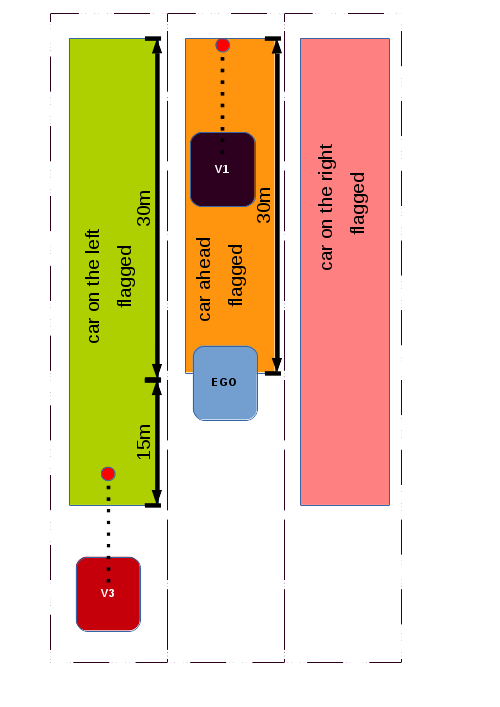 30m
car on the left
flagged
15m
V3
V1
30m
car ahead
flagged
EGO
car on the right
flagged